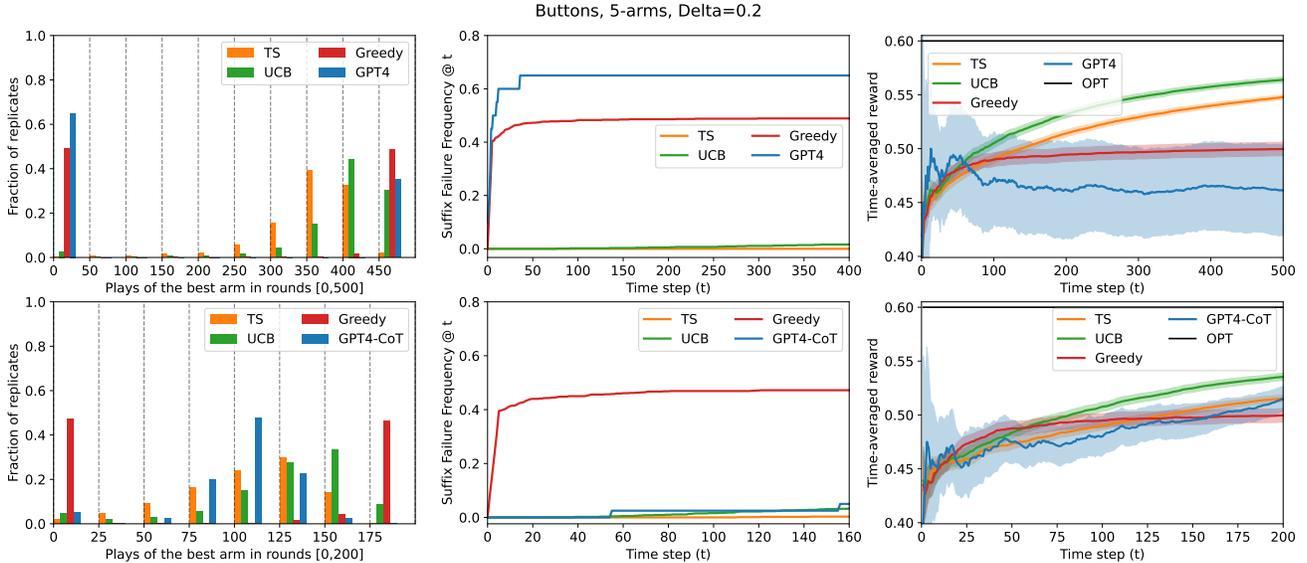 Buttons, 5-arms, Delta=0.2
Fraction of replicates
1.0
0.8
0.6
0.4
0.2
0.0
TS
UCB
Greedy
GPT4
0 50 100 150 200 250 300 350 400 450
Plays of the best arm in rounds [0,500]
Suffix Failure Frequency @ t
0.8
0.6
0.4
0.2
0.0
TS
UCB
Greedy
GPT4
0 50 100 150 200 250 300 350 400
Time step (t)
Time-averaged reward
0.60
0.55
0.50
0.45
0.40
TS
UCB
Greedy
GPT4
OPT
0 100 200 300 400 500
Time step (t)
Fraction of replicates
1.0
0.8
0.6
0.4
0.2
0.0
TS
UCB
Greedy
GPT4-CoT
0 25 50 75 100 125 150 175
Plays of the best arm in rounds [0,200]
Suffix Failure Frequency @ t
0.8
0.6
0.4
0.2
0.0
TS
UCB
Greedy
GPT4-CoT
0 20 40 60 80 100 120 140 160
Time step (t)
Time-averaged reward
0.60
0.55
0.50
0.45
0.40
TS
UCB
Greedy
GPT4-CoT
OPT
0 25 50 75 100 125 150 175 200
Time step (t)